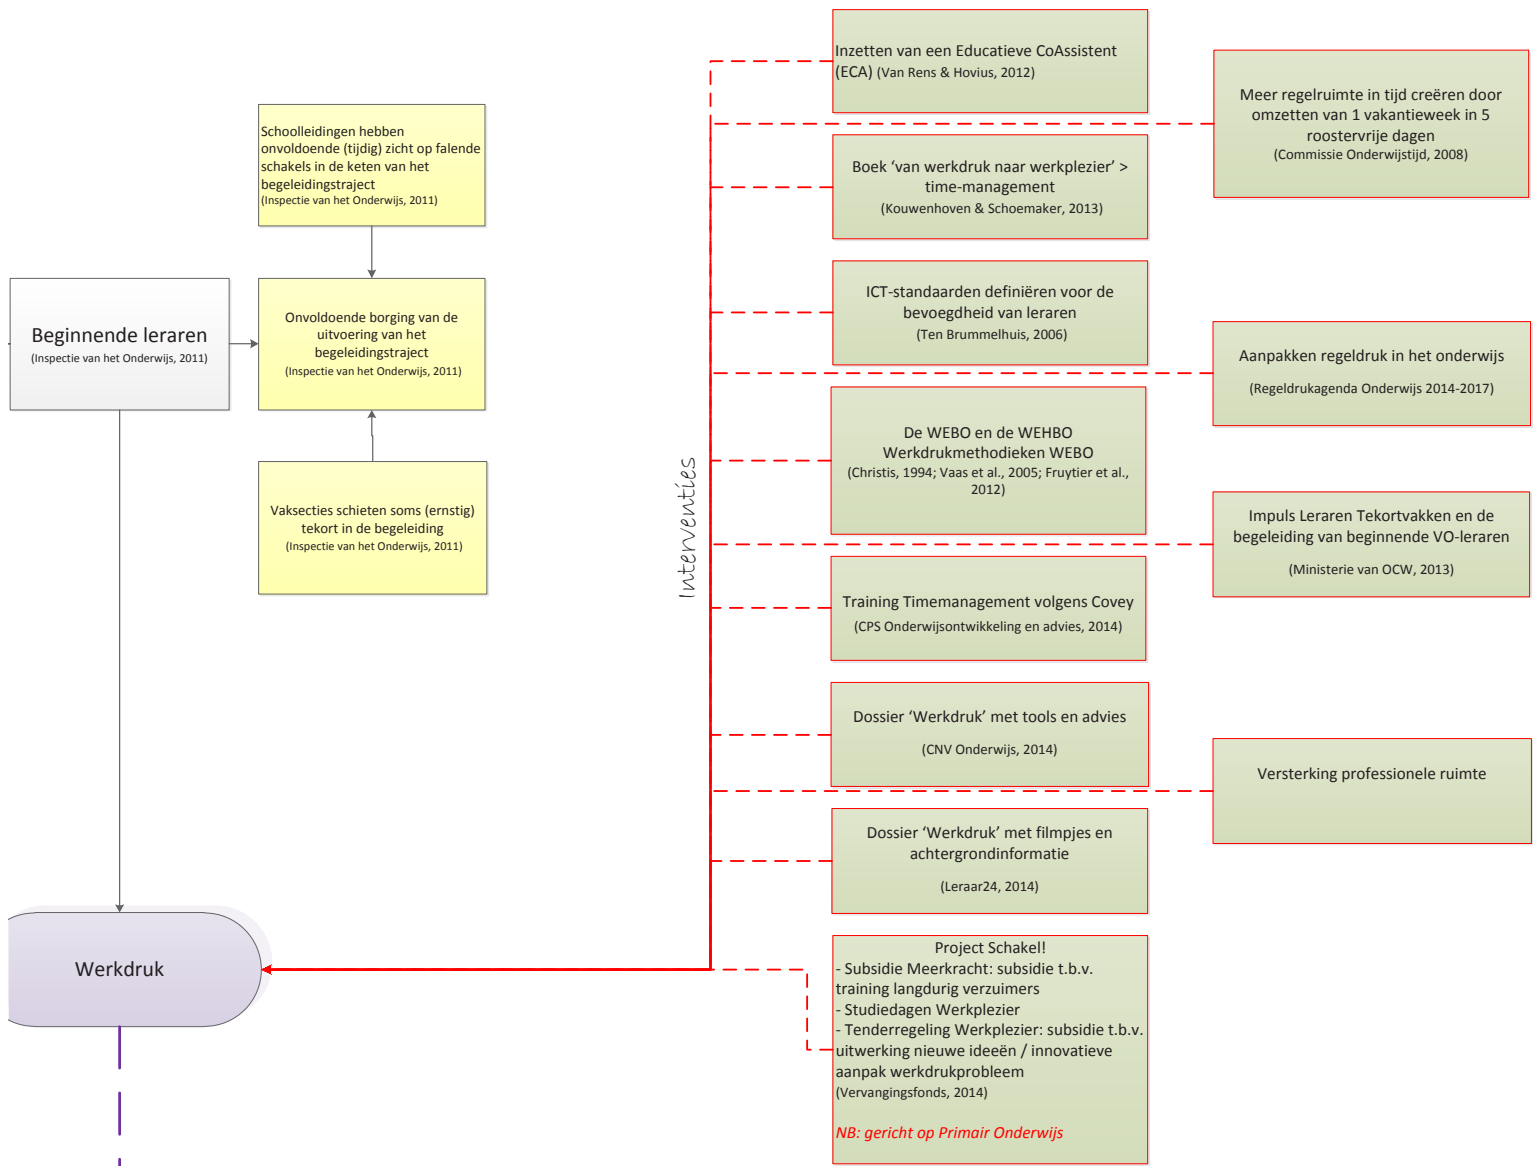 Schoolleidingen hebben
onvoldoende (tijdig) zicht op falende
schakels in de keten van het
begeleidingstraject
(Inspectie van het Onderwijs, 2011)
Beginnende leraren
(Inspectie van het Onderwijs, 2011)
Onvoldoende borging van de
uitvoering van het
begeleidingstraject
(Inspectie van het Onderwijs, 2011)
Vaksecties schieten soms (ernstig)
tekort in de begeleiding
(Inspectie van het Onderwijs, 2011)
Werkdruk
Interventies
Inzetten van een Educatieve CoAssistent
(ECA) (Van Rens & Hovius, 2012)
Boek ‘van werkdruk naar werkplezier’ >
time-management
(Kouwenhoven & Schoemaker, 2013)
ICT-standaarden definiëren voor de
bevoegdheid van leraren
(Ten Brummelhuis, 2006)
De WEBO en de WEHBO
Werkdrukmethodieken WEBO
(Christis, 1994; Vaas et al., 2005; Fruytier et al.,
2012)
Training Timemanagement volgens Covey
(CPS Onderwijsontwikkeling en advies, 2014)
Dossier ‘Werkdruk’ met tools en advies
(CNV Onderwijs, 2014)
Dossier ‘Werkdruk’ met filmpjes en
achtergrondinformatie
(Leraar24, 2014)
Project Schakel!
- Subsidie Meerkracht: subsidie t.b.v.
training langdurig verzuimers
- Studiedagen Werkplezier
- Tenderregeling Werkplezier: subsidie t.b.v.
uitwerking nieuwe ideeën / innovatieve
aanpak werkdrukprobleem
(Vervangingsfonds, 2014)
NB: gericht op Primair Onderwijs
Meer regelruimte in tijd creëren door
omzetten van 1 vakantieweek in 5
roostervrije dagen
(Commissie Onderwijstijd, 2008)
Aanpakken regeldruk in het onderwijs
(Regeldrukagenda Onderwijs 2014-2017)
Impuls Leraren Tekortvakken en de
begeleiding van beginnende VO-leraren
(Ministerie van OCW, 2013)
Versterking professionele ruimte